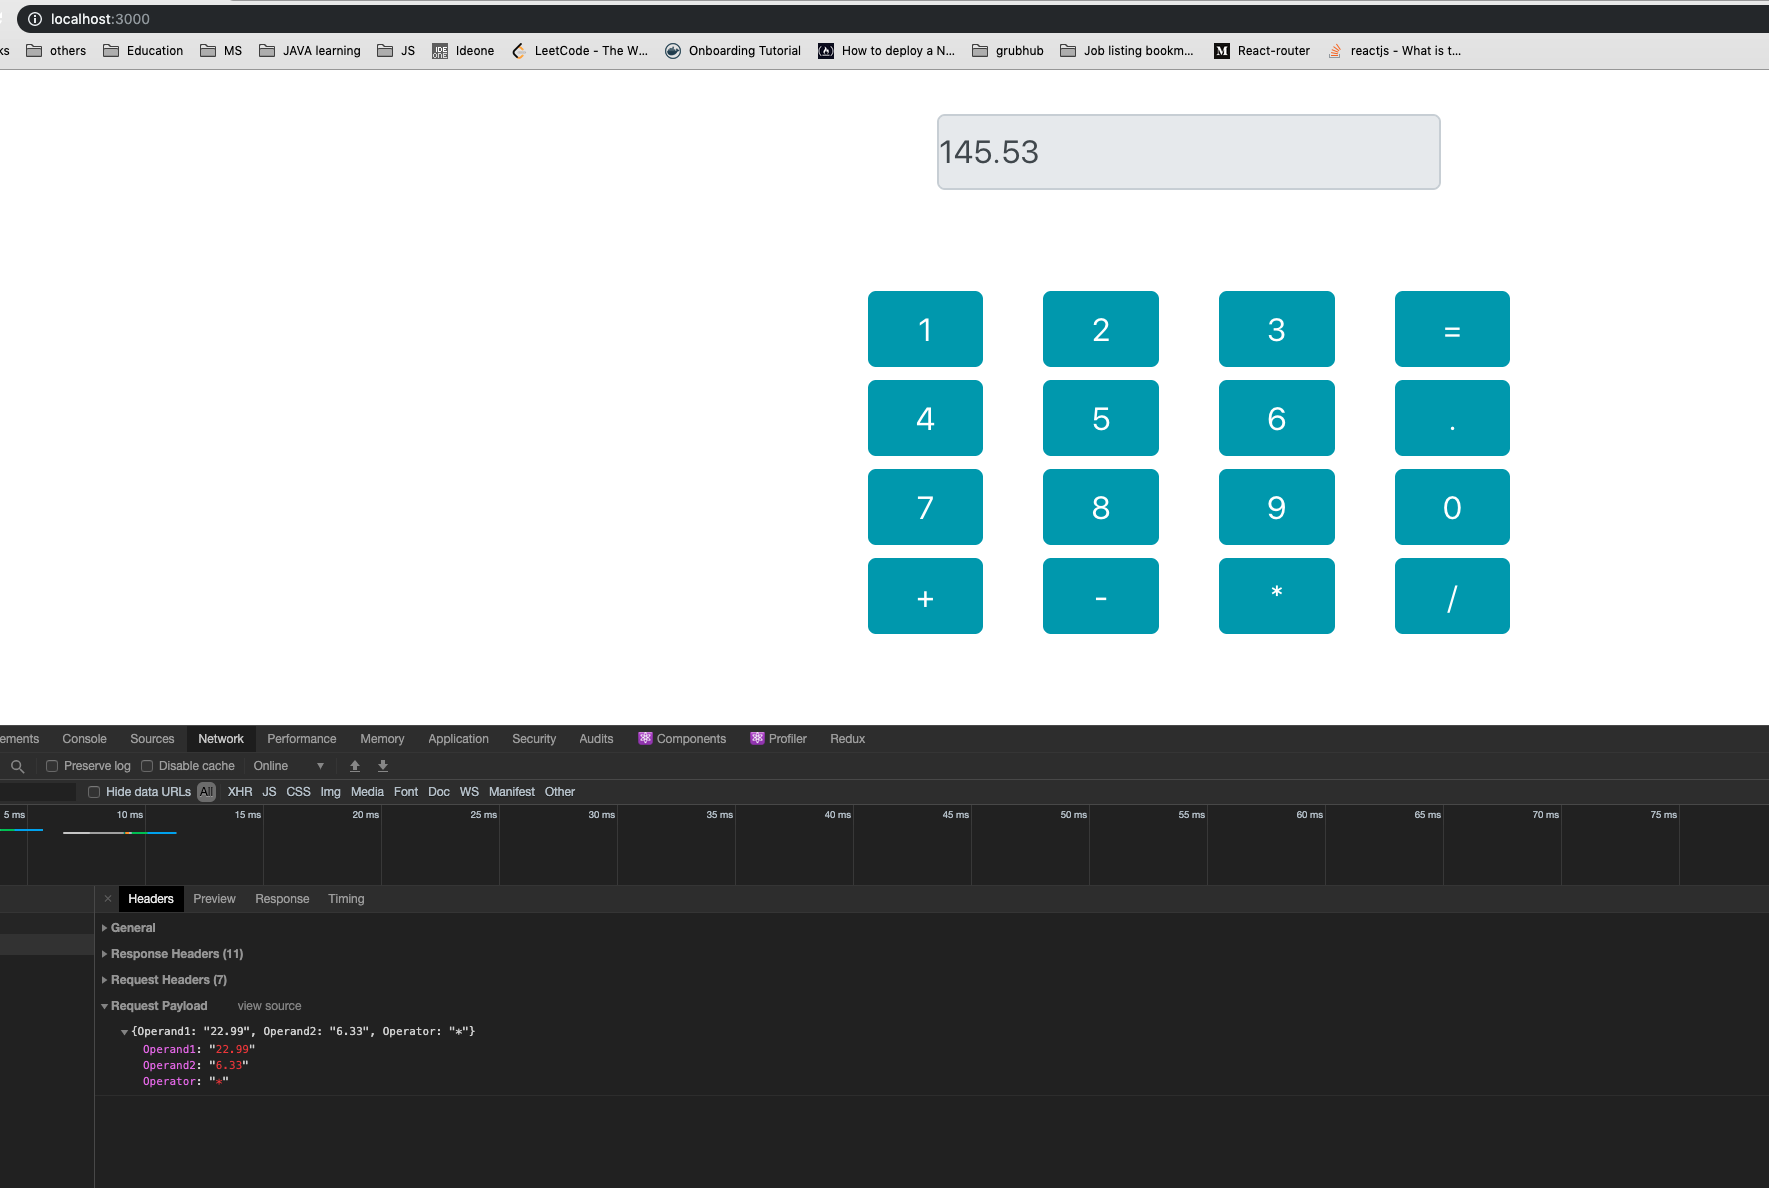 localhost:3000
ks others Education MS JAVA learning JS Ideone LeetCode - The W... Onboarding Tutorial How to deploy a N... grubhub Job listing bookm... React-router reactjs - What is t...
145.53
1 2 3 =
4 5 6 .
7 8 9 0
+ - * /
ements Console Sources Network Performance Memory Application Security Audits Components Profiler Redux
Preserve log Disable cache Online
Hide data URLs All XHR JS CSS Img Media Font Doc WS Manifest Other
5 ms 10 ms 15 ms 20 ms 25 ms 30 ms 35 ms 40 ms 45 ms 50 ms 55 ms 60 ms 65 ms 70 ms 75 ms
Headers Preview Response Timing
General
Response Headers (11)
Request Headers (7)
Request Payload view source
{Operand1: "22.99", Operand2: "6.33", Operator: "*"}
Operand1: "22.99"
Operand2: "6.33"
Operator: "*"